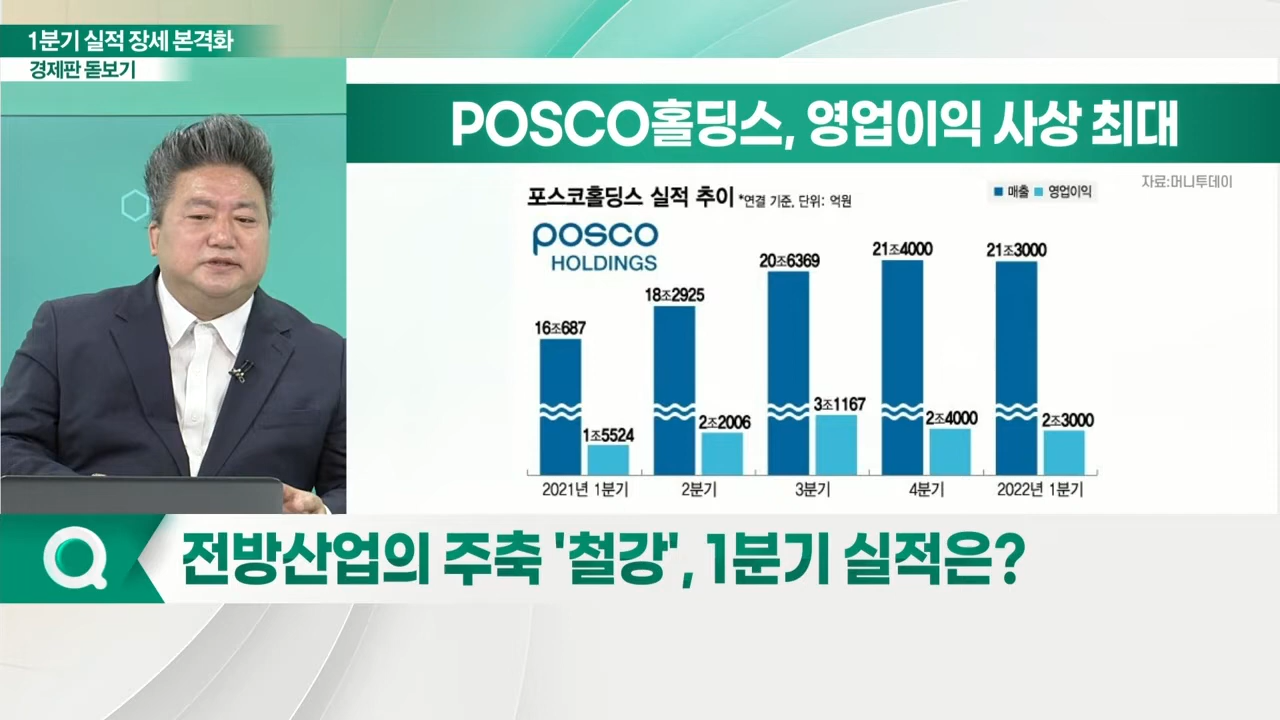 1분기 실적 장세 본격화
경제판 돋보기
POSCO홀딩스, 영업이익 사상 최대
자료:머니투데이
포스코홀딩스 실적 추이 *연결 기준, 단위: 억원
매출 영업이익
posco
HOLDINGS
16조687 1조5524
18조2925 2조2006
20조6369 3조1167
21조4000 2조4000
21조3000 2조3000
2021년 1분기 2분기 3분기 4분기 2022년 1분기
전방산업의 주축 '철강', 1분기 실적은?